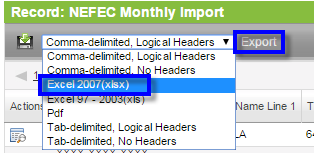 Record: NEFEC Monthly Import
Comma-delimited, Logical Headers
Export
Comma-delimited, Logical Headers
Comma-delimited, No Headers
Excel 2007(xlsx)
Excel 97 - 2003(xls)
Pdf
Tab-delimited, Logical Headers
Tab-delimited, No Headers
1
Actions
Name Line 1
T
LA
64